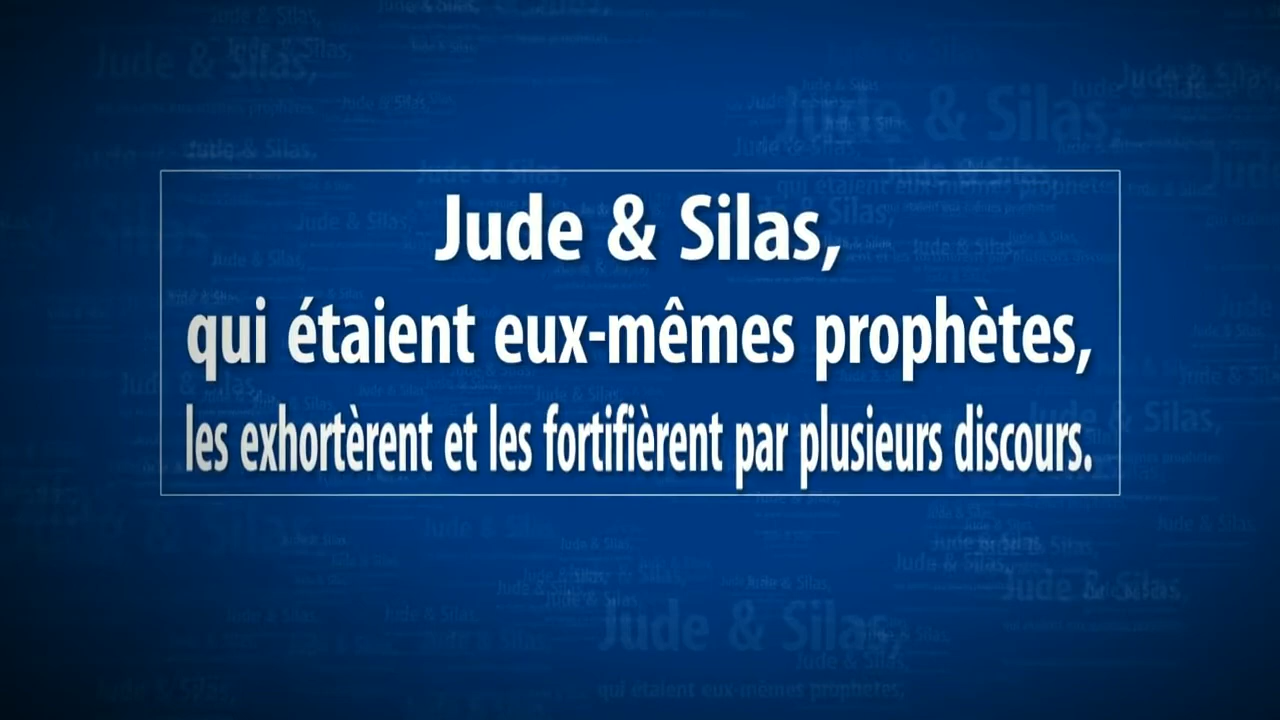 Jude & Silas,
qui étaient eux-mêmes prophètes,
les exhortèrent et les fortifièrent par plusieurs discours.